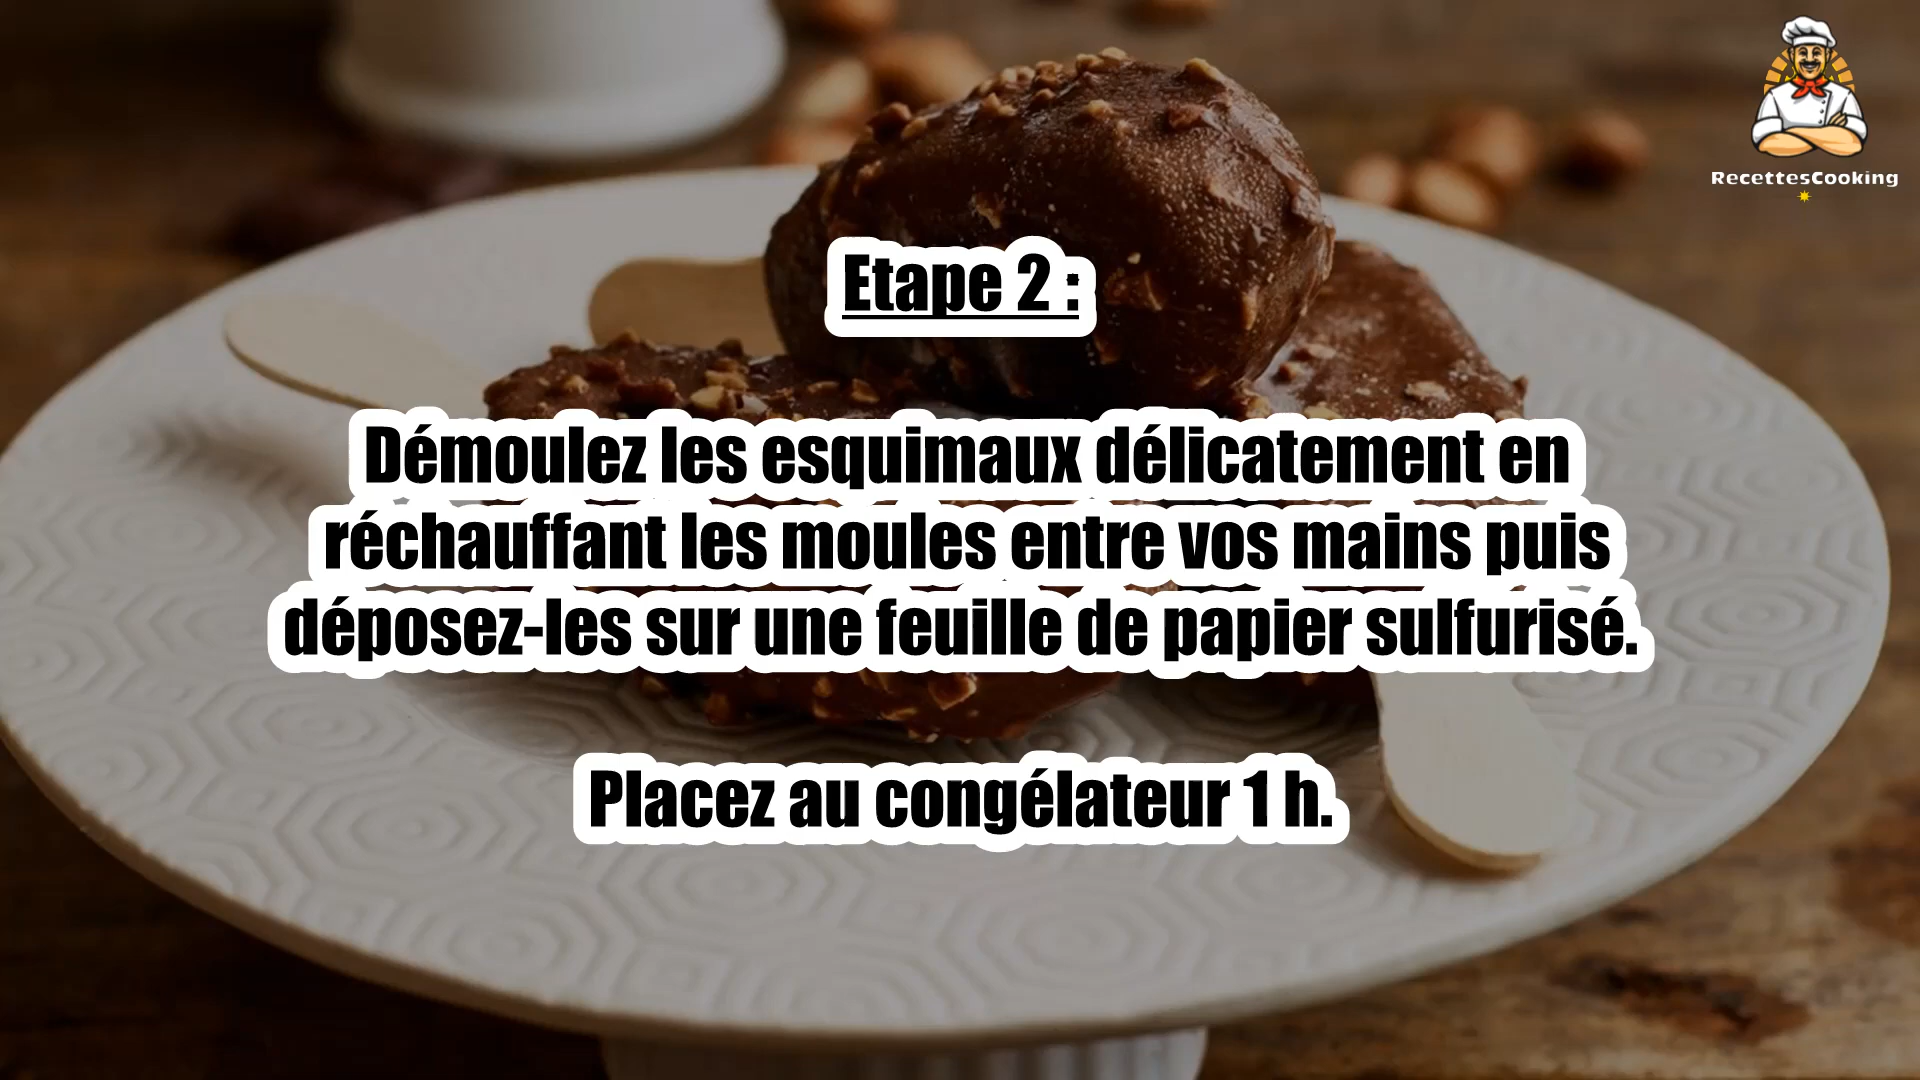 RecettesCooking
Etape 2 :
Démoulez les esquimaux délicatement en
réchauffant les moules entre vos mains puis
déposez-les sur une feuille de papier sulfurisé.
Placez au congélateur 1 h.